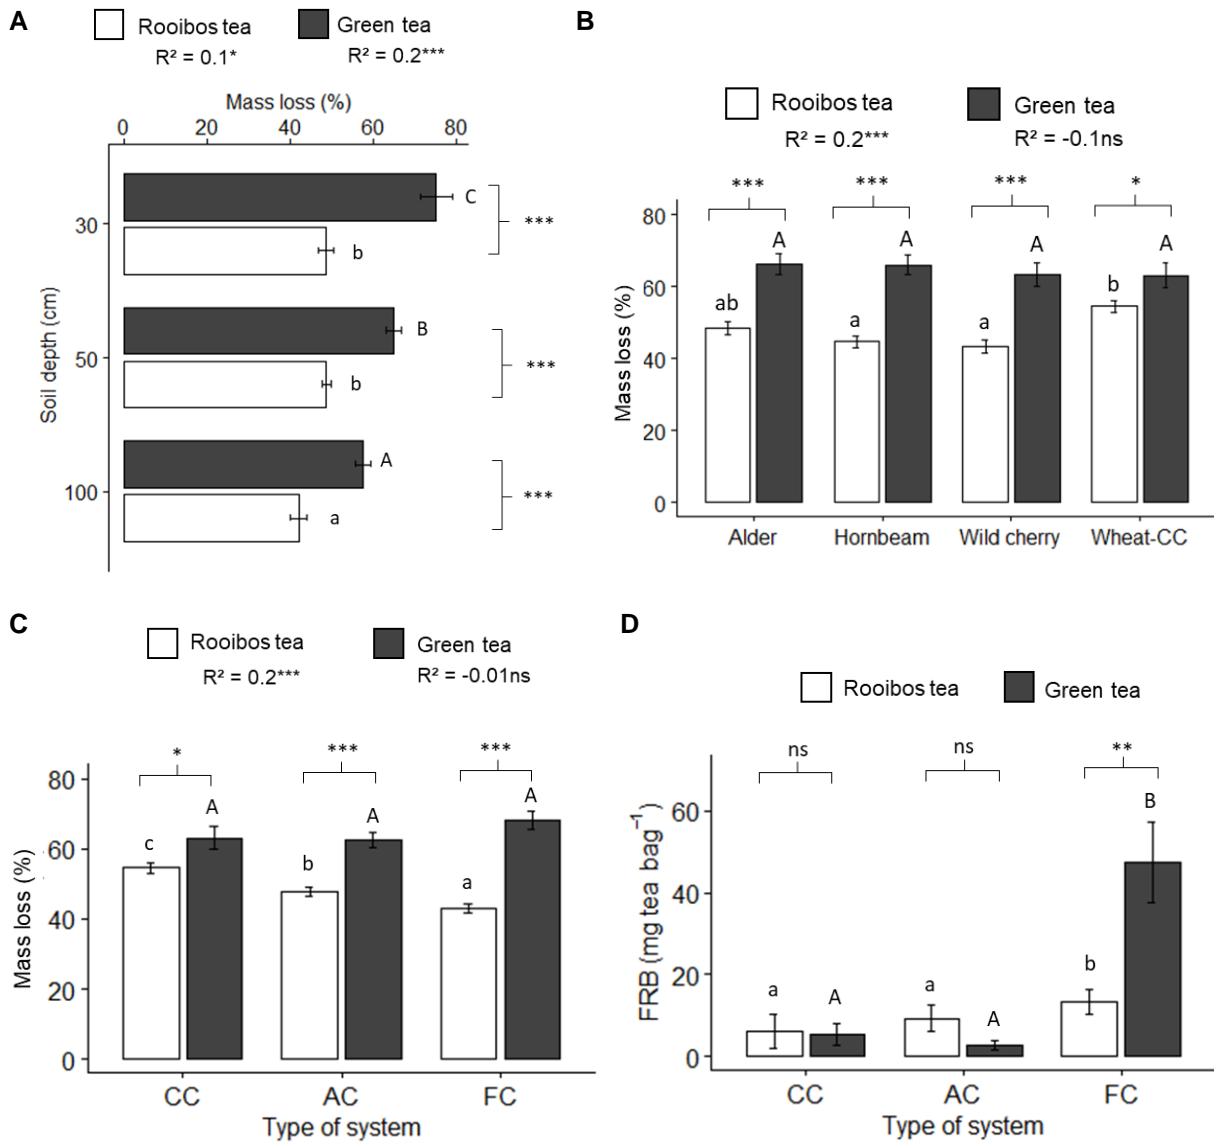 A
Rooibos tea
Green tea
R² = 0.1*
R² = 0.2***
Mass loss (%)
0 20 40 60 80
Soil depth (cm)
30
C
b
***
50
B
b
***
100
A
a
***
B
Rooibos tea
Green tea
R² = 0.2***
R² = -0.1ns
*** *** *** *
Mass loss (%)
80
60
40
20
0
ab A a A a A b A
Alder Hornbeam Wild cherry Wheat-CC
C
Rooibos tea
Green tea
R² = 0.2***
R² = -0.01ns
* *** ***
Mass loss (%)
80
60
40
20
0
c A b A a A
CC AC FC
Type of system
D
Rooibos tea
Green tea
ns ns **
FRB (mg tea bag⁻¹)
60
40
20
0
a A a A b B
CC AC FC
Type of system